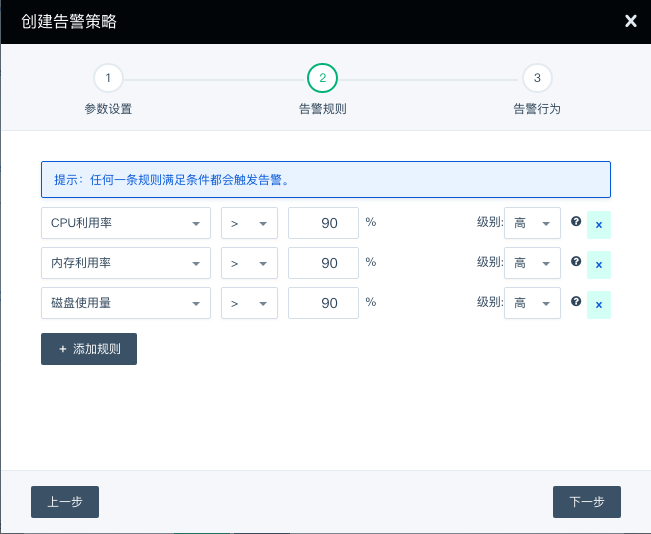 创建告警策略 ×
1 2 3
参数设置 告警规则 告警行为
提示：任何一条规则满足条件都会触发告警。
CPU利用率 > 90 % 级别: 高 ? ×
内存利用率 > 90 % 级别: 高 ? ×
磁盘使用量 > 90 % 级别: 高 ? ×
+ 添加规则
上一步 下一步